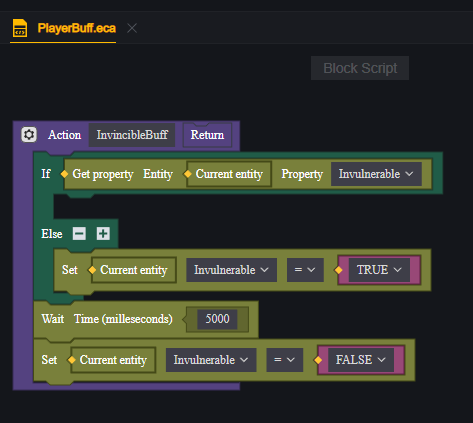 PlayerBuff.eca
Block Script
Action InvincibleBuff Return
If Get property Entity Current entity Property Invulnerable
Else
Set Current entity Invulnerable = TRUE
Wait Time (milleseconds) 5000
Set Current entity Invulnerable = FALSE